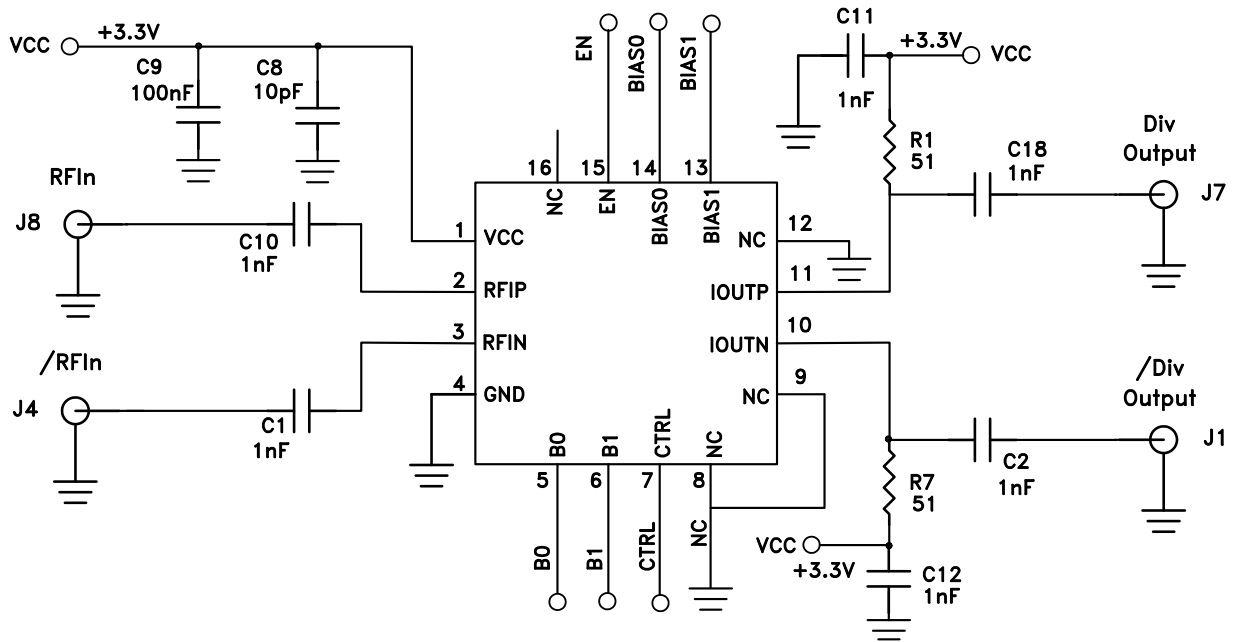 VCC
+3.3V
C9
100nF
C8
10pF
EN
BIAS0
BIAS1
C11
1nF
+3.3V
VCC
R1
51
C18
1nF
Div
Output
J7
RFIn
J8
C10
1nF
16
15
14
13
NC
EN
BIAS0
BIAS1
1
VCC
NC
12
2
RFIP
IOUTP
11
3
RFIN
IOUTN
10
4
GND
NC
9
/RFIn
J4
C1
1nF
B0
B1
CTRL
NC
5
6
7
8
B0
B1
CTRL
NC
/Div
Output
J1
C2
1nF
R7
51
VCC
+3.3V
C12
1nF